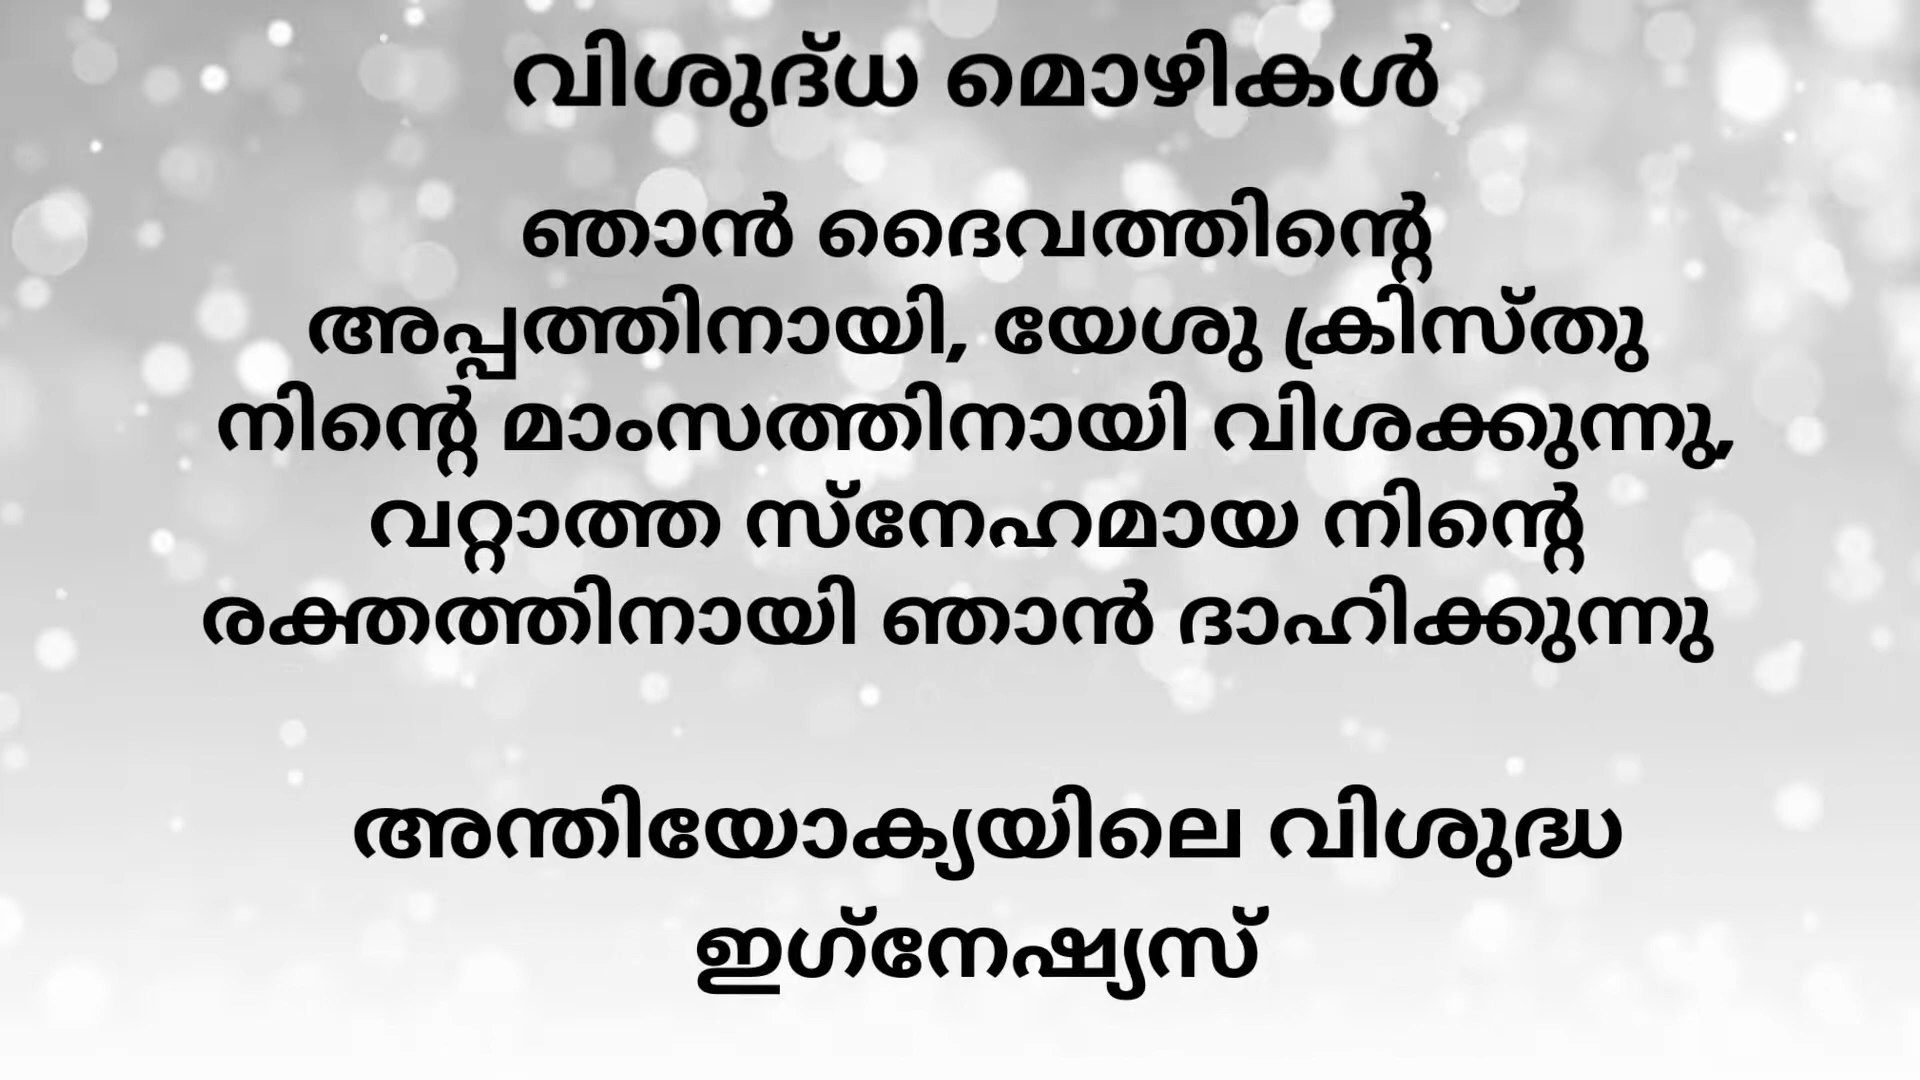 വിശുദ്ധ മൊഴികൾ
ഞാൻ ദൈവത്തിന്റെ
അപ്പത്തിനായി, യേശു ക്രിസ്തു
നിന്റെ മാംസത്തിനായി വിശക്കുന്നു,
വറ്റാത്ത സ്നേഹമായ നിന്റെ
രക്തത്തിനായി ഞാൻ ദാഹിക്കുന്നു
അന്തിയോക്യയിലെ വിശുദ്ധ
ഇഗ്നേഷ്യസ്